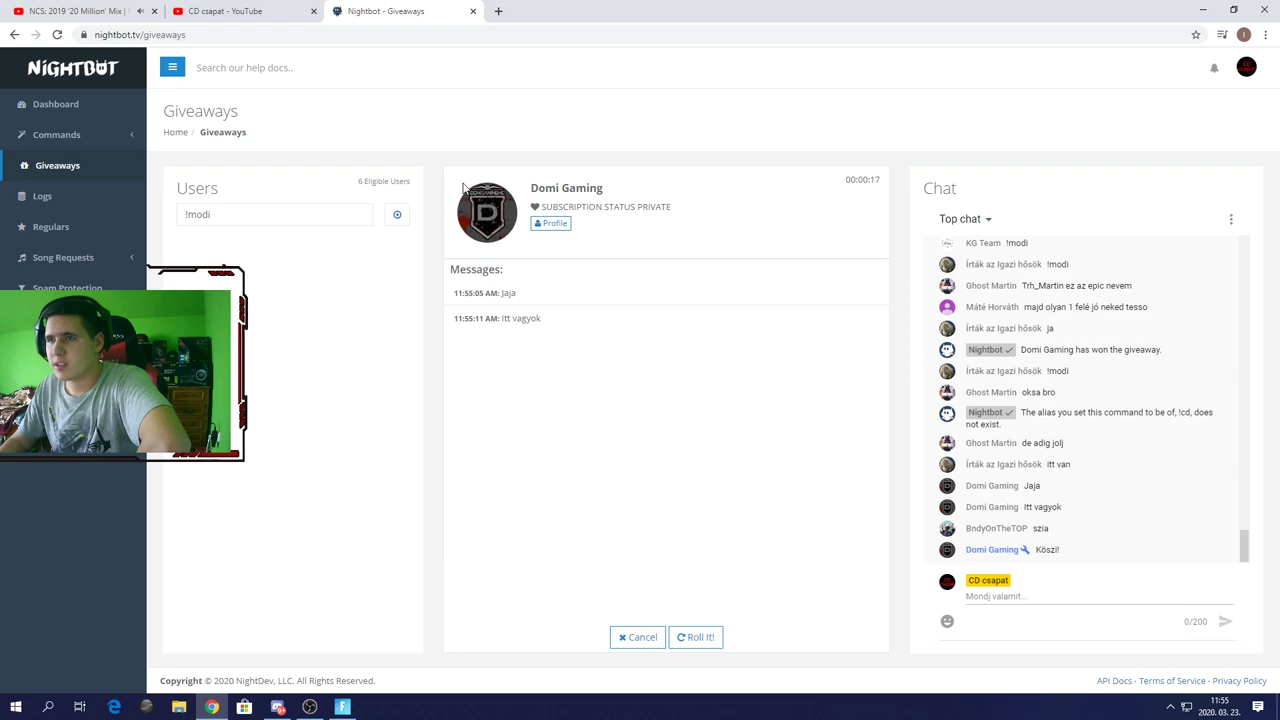 NCS: 2019 '20 Million' Mix |
CD csapat - YouTube
Nightbot - Giveaways
nightbot.tv/giveaways
I
NIGHTBOT
Search our help docs..
Dashboard
Commands
Giveaways
Logs
Regulars
Song Requests
Spam Protection
Giveaways
Home / Giveaways
Users
6 Eligible Users
!modi
Domi Gaming
SUBSCRIPTION STATUS PRIVATE
Profile
00:00:17
Messages:
11:55:05 AM: Jaja
11:55:11 AM: Itt vagyok
Cancel
Roll It!
Chat
Top chat
KG Team !modi
Írták az Igazi hősök !modi
Ghost Martin Trh_Martin ez az epic nevem
Máté Horváth majd olyan 1 felé jó neked tesso
Írták az Igazi hősök ja
Nightbot Domi Gaming has won the giveaway.
Írták az Igazi hősök !modi
Ghost Martin oksa bro
Nightbot The alias you set this command to be of, !cd, does
not exist.
Ghost Martin de adig jolj
Írták az Igazi hősök itt van
Domi Gaming Jaja
Domi Gaming Itt vagyok
BndyOnTheTOP szia
Domi Gaming Köszi!
CD csapat
Mondj valamit...
0/200
Copyright © 2020 NightDev, LLC. All Rights Reserved.
API Docs · Terms of Service · Privacy Policy
11:55
2020. 03. 23.